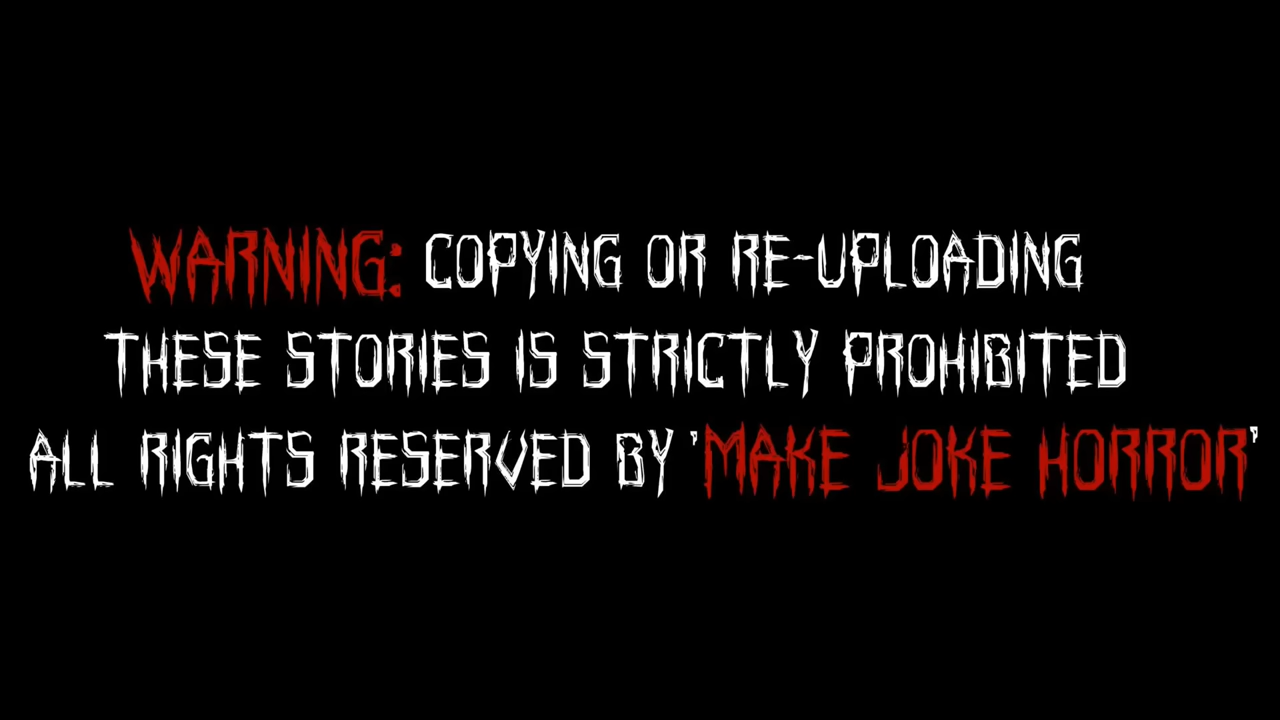 WARNING: COPYING OR RE-UPLOADING
THESE STORIES IS STRICTLY PROHIBITED
ALL RIGHTS RESERVED BY 'MAKE JOKE HORROR'